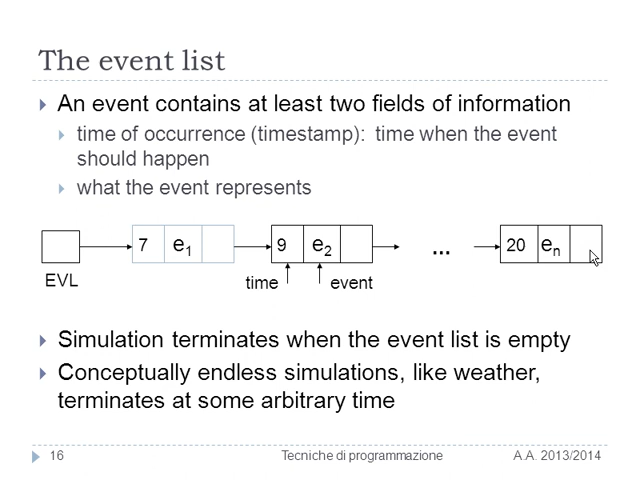 The event list
An event contains at least two fields of information
time of occurrence (timestamp): time when the event
should happen
what the event represents
7 e1 9 e2 ... 20 en
EVL time event
Simulation terminates when the event list is empty
Conceptually endless simulations, like weather,
terminates at some arbitrary time
16 Tecniche di programmazione A.A. 2013/2014